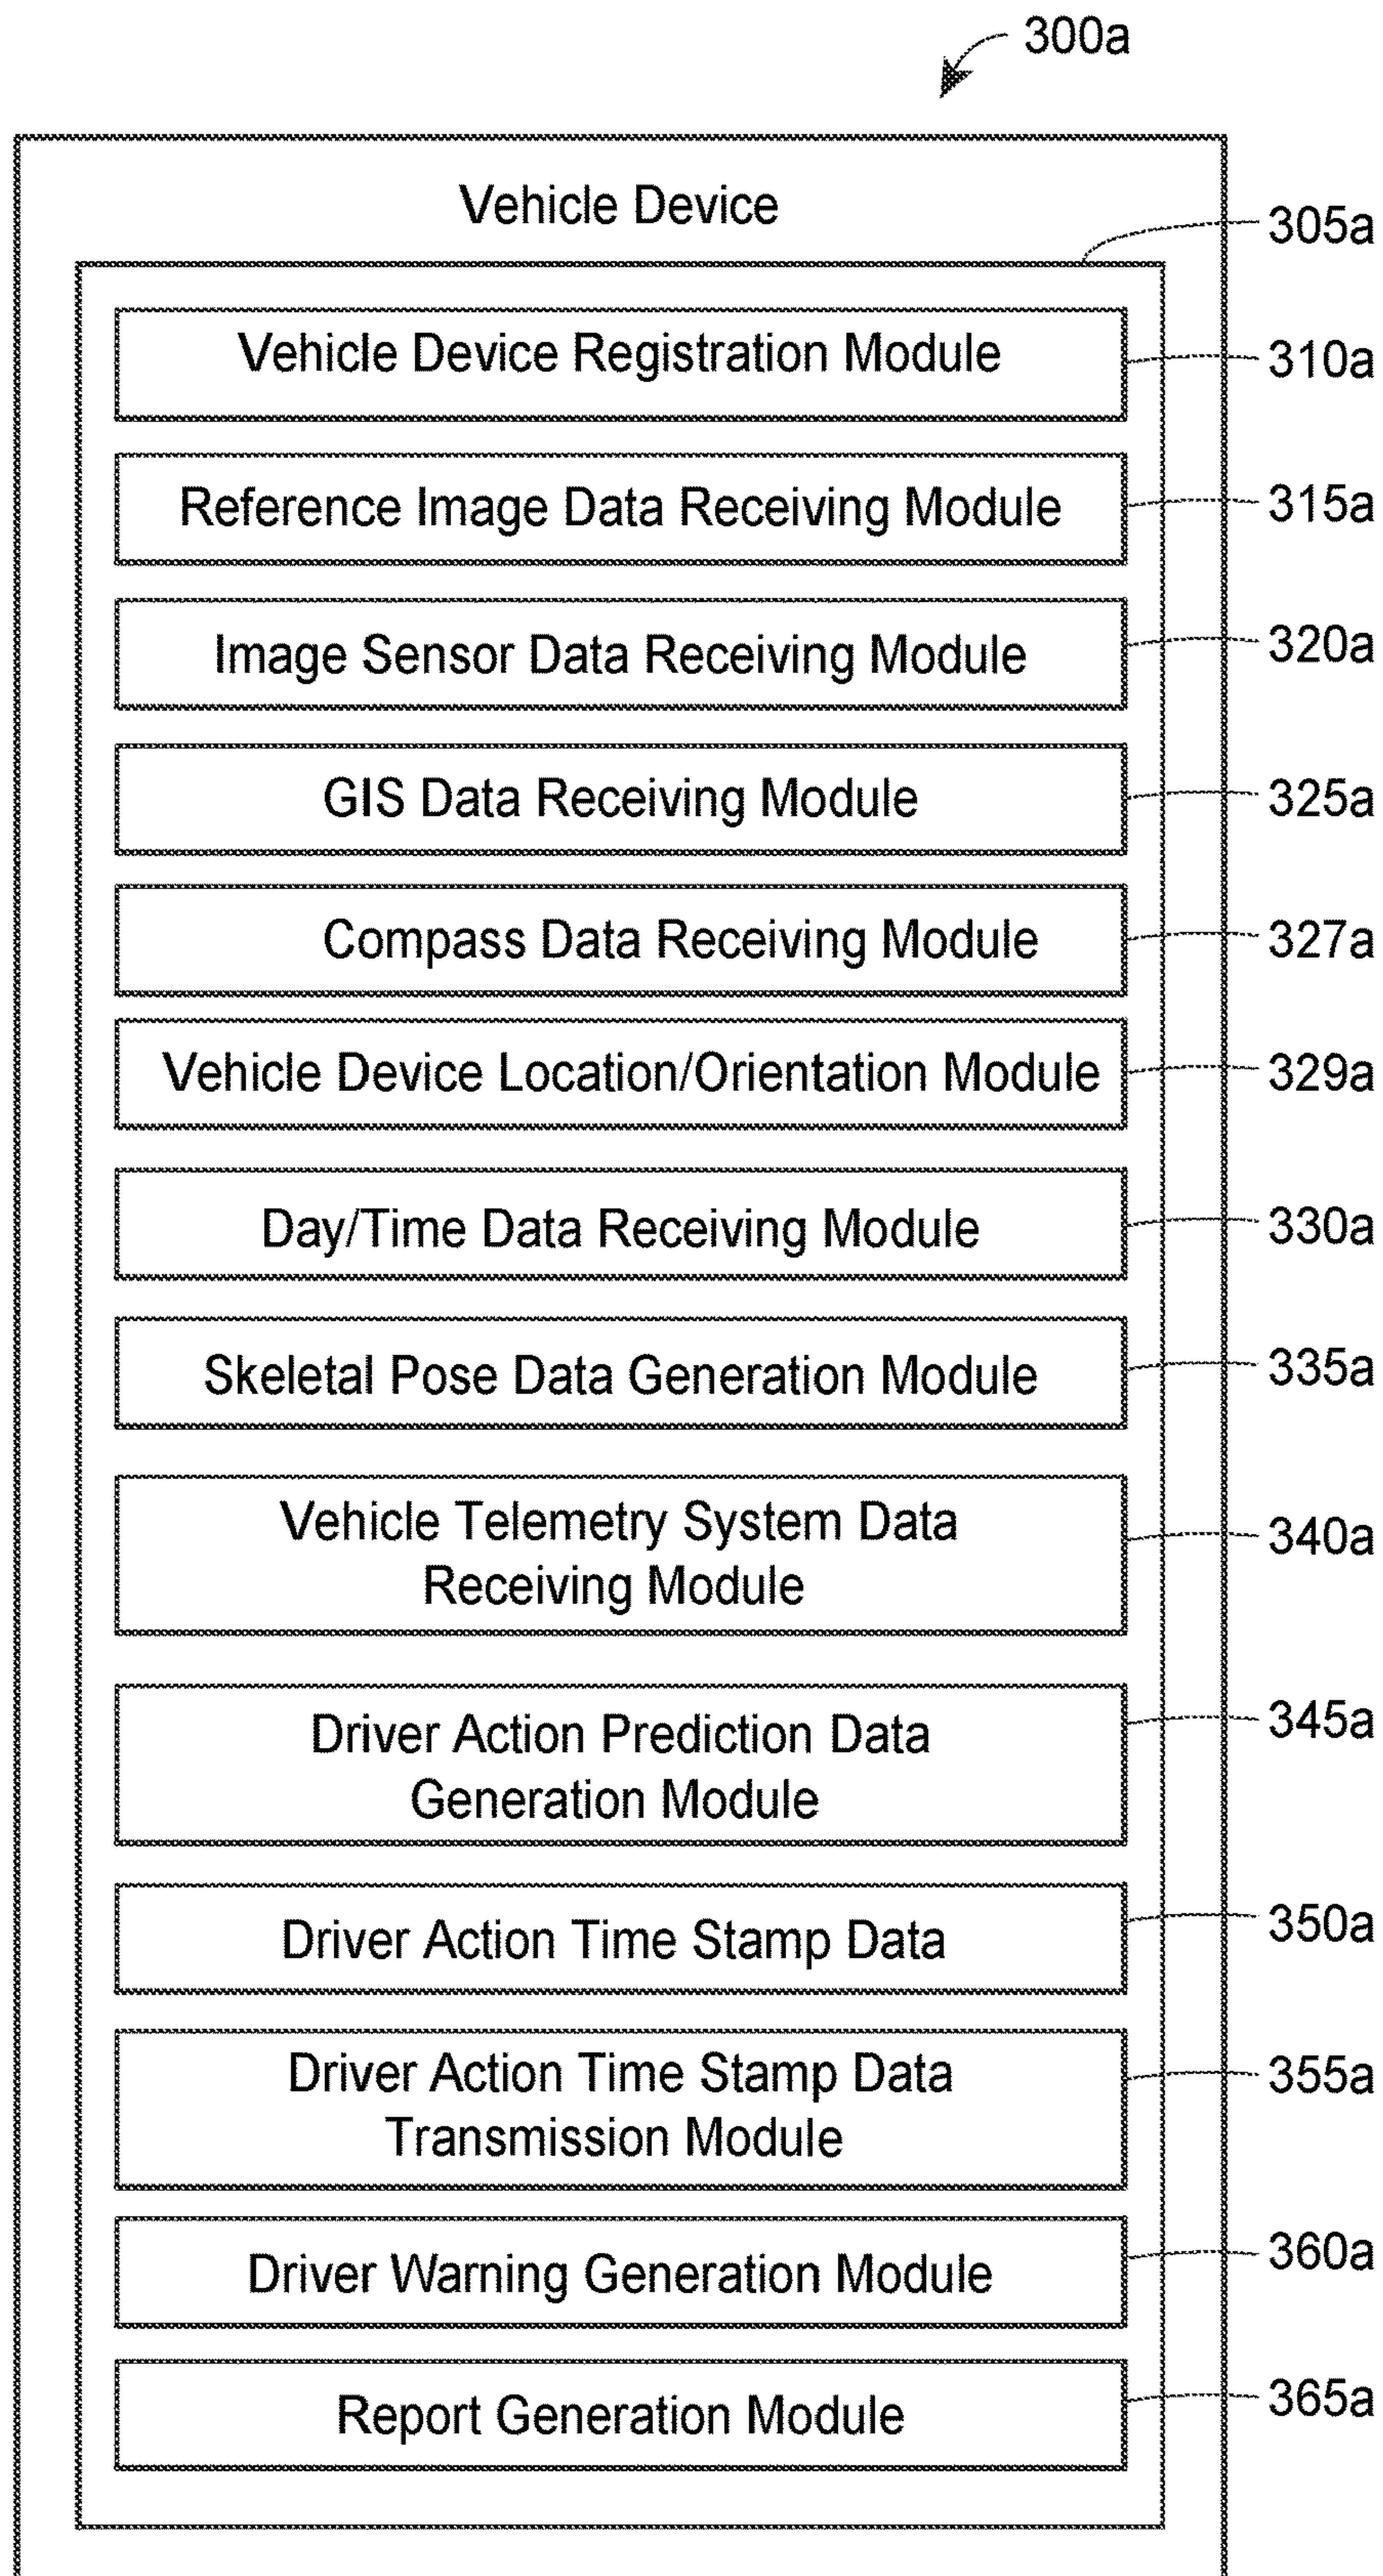 300a
Vehicle Device
305a
Vehicle Device Registration Module
310a
Reference Image Data Receiving Module
315a
Image Sensor Data Receiving Module
320a
GIS Data Receiving Module
325a
Compass Data Receiving Module
327a
Vehicle Device Location/Orientation Module
329a
Day/Time Data Receiving Module
330a
Skeletal Pose Data Generation Module
335a
Vehicle Telemetry System Data
Receiving Module
340a
Driver Action Prediction Data
Generation Module
345a
Driver Action Time Stamp Data
350a
Driver Action Time Stamp Data
Transmission Module
355a
Driver Warning Generation Module
360a
Report Generation Module
365a